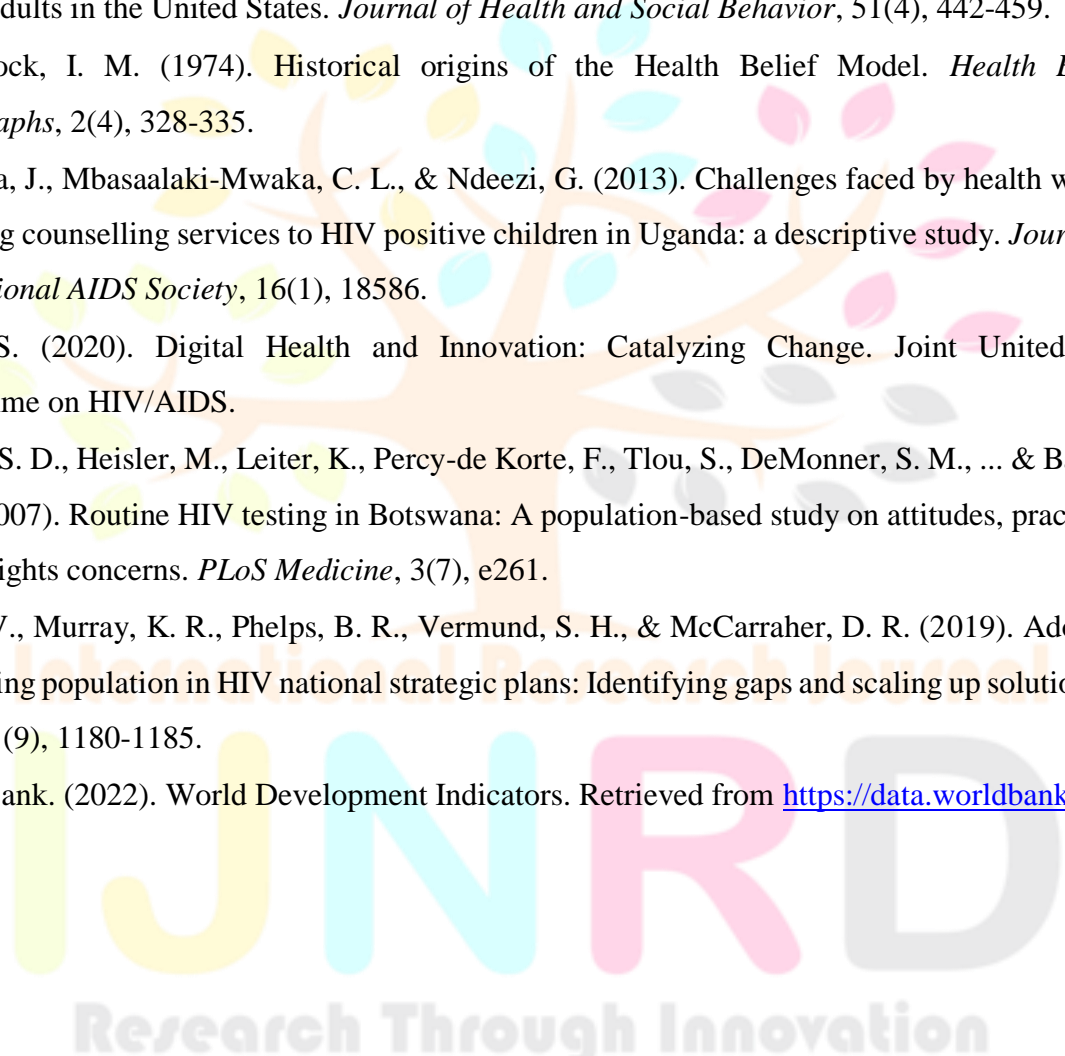 dults in the United States. Journal of Health and Social Behavior, 51(4), 442-459.
ock, I. M. (1974). Historical origins of the Health Belief Model. Health B
aphs, 2(4), 328-335.
a, J., Mbasaalaki-Mwaka, C. L., & Ndeezi, G. (2013). Challenges faced by health w
g counselling services to HIV positive children in Uganda: a descriptive study. Jour
ional AIDS Society, 16(1), 18586.
S. (2020). Digital Health and Innovation: Catalyzing Change. Joint United
me on HIV/AIDS.
S. D., Heisler, M., Leiter, K., Percy-de Korte, F., Tlou, S., DeMonner, S. M., ... & B
007). Routine HIV testing in Botswana: A population-based study on attitudes, prac
ights concerns. PLoS Medicine, 3(7), e261.
V., Murray, K. R., Phelps, B. R., Vermund, S. H., & McCarraher, D. R. (2019). Ado
International Research Journal
ing population in HIV national strategic plans: Identifying gaps and scaling up solutio
(9), 1180-1185.
ank. (2022). World Development Indicators. Retrieved from https://data.worldbank
IJNRD
Research Through Innovation